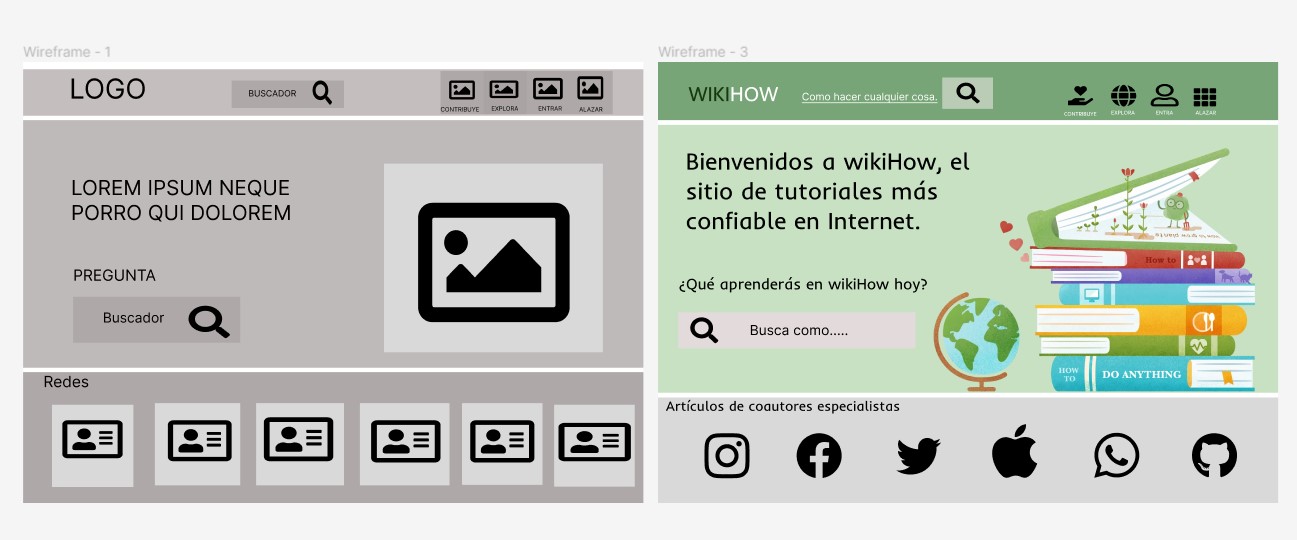 Wireframe - 1
LOGO
BUSCADOR
CONTRIBUYE
EXPLORA
ENTRAR
ALAZAR
LOREM IPSUM NEQUE
PORRO QUI DOLOREM
PREGUNTA
Buscador
Redes
Wireframe - 3
WIKIHOW
Como hacer cualquier cosa.
CONTRIBUYE
EXPLORA
ENTRA
ALAZAR
Bienvenidos a wikiHow, el
sitio de tutoriales más
confiable en Internet.
¿Qué aprenderás en wikiHow hoy?
Busca como.....
How to
HOW
TO
DO ANYTHING
Artículos de coautores especialistas